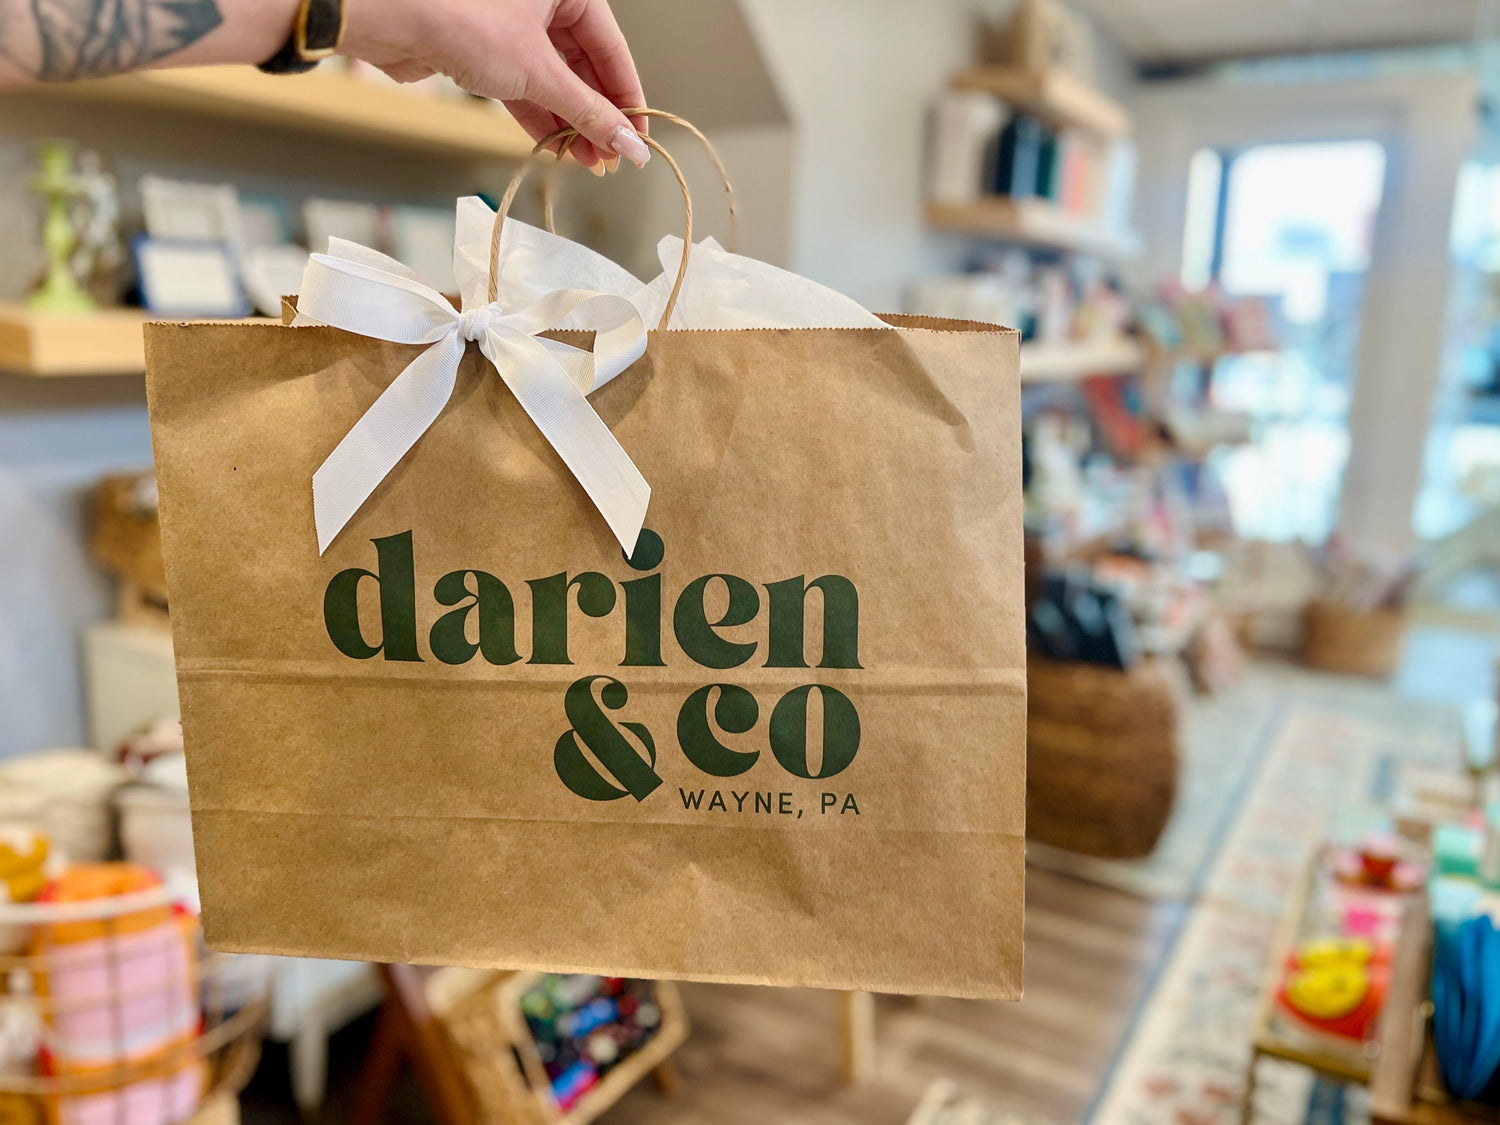 darien
& co
WAYNE, PA